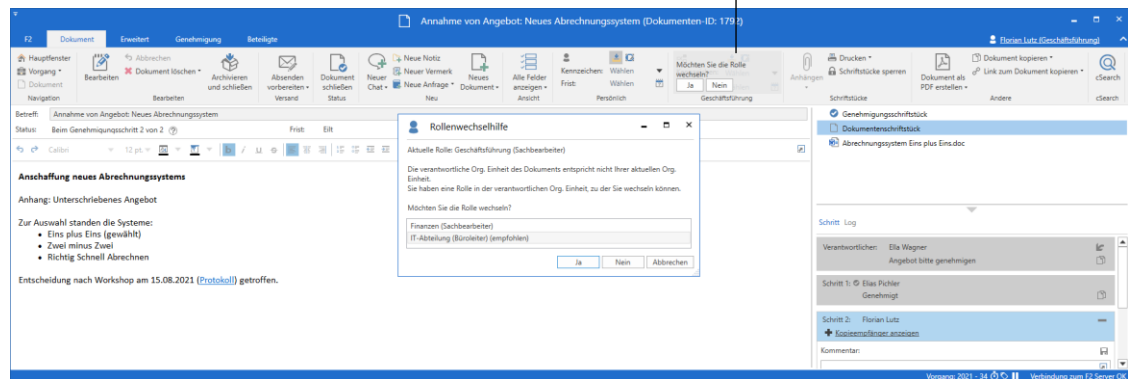 Annahme von Angebot: Neues Abrechnungssystem (Dokumenten-ID: 1792)
F2 Dokument Erweitert Genehmigung Beteiligte
Florian Lutz (Geschäftsführung)
Hauptfenster
Vorgang
Dokument
Navigation
Bearbeiten
Abbrechen
Dokument löschen
Archivieren und schließen
Bearbeiten
Absenden vorbereiten
Versand
Dokument schließen
Status
Neuer Chat
Neue Notiz
Neuer Vermerk
Neue Anfrage
Neues Dokument
Neu
Alle Felder anzeigen
Ansicht
Kennzeichen: Wählen
Frist: Wählen
Persönlich
Möchten Sie die Rolle wechseln?
Ja Nein
Geschäftsführung
Anhängen
Drucken
Schriftstücke sperren
Schriftstücke
Dokument als PDF erstellen
Dokument kopieren
Link zum Dokument kopieren
Andere
cSearch
cSearch
Betreff: Annahme von Angebot: Neues Abrechnungssystem
Status: Beim Genehmigungsschritt 2 von 2 Frist: Eilt
Calibri 12 pt.
Anschaffung neues Abrechnungssystems
Anhang: Unterschriebenes Angebot
Zur Auswahl standen die Systeme:
• Eins plus Eins (gewählt)
• Zwei minus Zwei
• Richtig Schnell Abrechnen
Entscheidung nach Workshop am 15.08.2021 (Protokoll) getroffen.
Rollenwechselhilfe
Aktuelle Rolle: Geschäftsführung (Sachbearbeiter)
Die verantwortliche Org. Einheit des Dokuments entspricht nicht Ihrer aktuellen Org.
Einheit.
Sie haben eine Rolle in der verantwortlichen Org. Einheit, zu der Sie wechseln können.
Möchten Sie die Rolle wechseln?
Finanzen (Sachbearbeiter)
IT-Abteilung (Büroleiter) (empfohlen)
Ja Nein Abbrechen
Genehmigungsschriftstück
Dokumentenschriftstück
Abrechnungssystem Eins plus Eins.doc
Schritt Log
Verantwortlicher: Ella Wagner
Angebot bitte genehmigen
Schritt 1: Elias Pichler
Genehmigt
Schritt 2: Florian Lutz
Kopieempfänger anzeigen
Kommentar:
Vorgang: 2021 - 34 Verbindung zum F2 Server OK